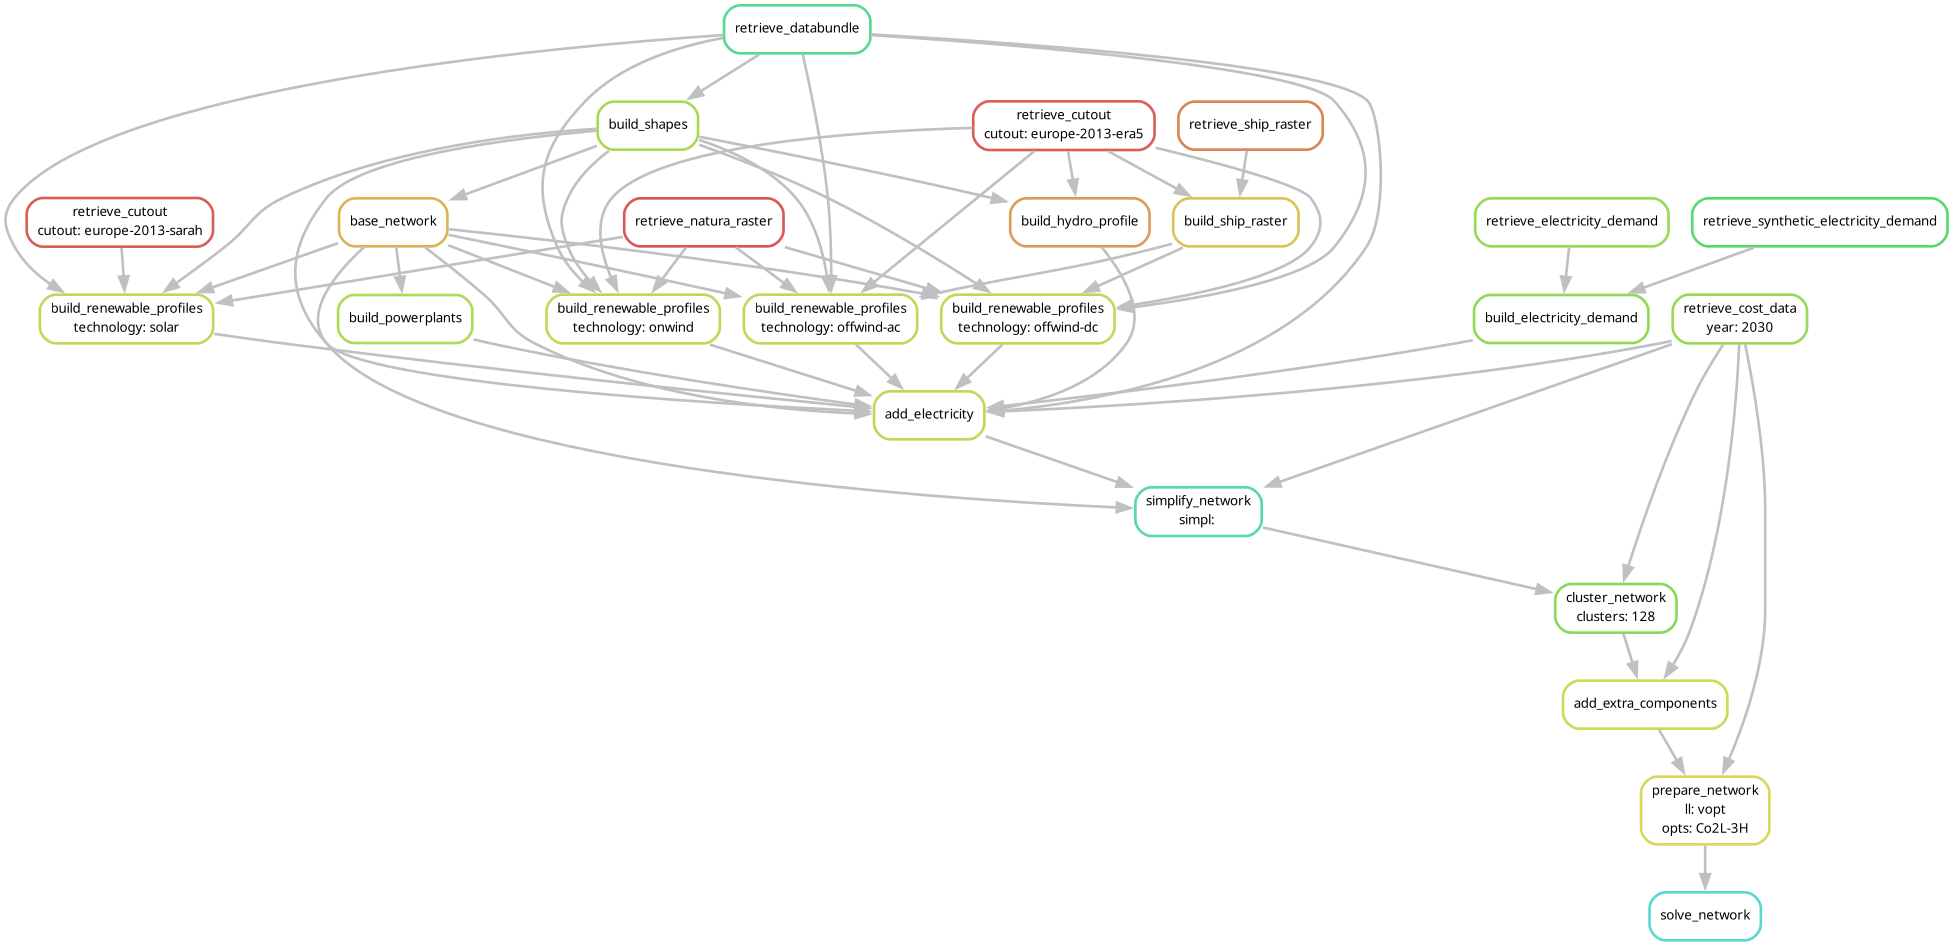 retrieve_databundle
build_shapes
retrieve_cutout
cutout: europe-2013-era5
retrieve_ship_raster
retrieve_cutout
cutout: europe-2013-sarah
base_network
retrieve_natura_raster
build_hydro_profile
build_ship_raster
retrieve_electricity_demand
retrieve_synthetic_electricity_demand
build_renewable_profiles
technology: solar
build_powerplants
build_renewable_profiles
technology: onwind
build_renewable_profiles
technology: offwind-ac
build_renewable_profiles
technology: offwind-dc
build_electricity_demand
retrieve_cost_data
year: 2030
add_electricity
simplify_network
simpl:
cluster_network
clusters: 128
add_extra_components
prepare_network
ll: vopt
opts: Co2L-3H
solve_network